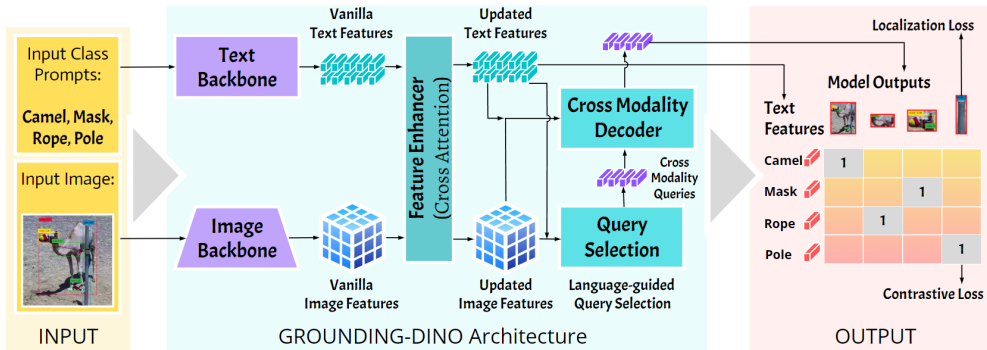 Input Class
Prompts:
Camel, Mask,
Rope, Pole
Input Image:
INPUT
Text
Backbone
Image
Backbone
Vanilla
Text Features
Vanilla
Image Features
Feature Enhancer
(Cross Attention)
Updated
Text Features
Updated
Image Features
Cross Modality
Decoder
Cross
Modality
Queries
Query
Selection
Language-guided
Query Selection
GROUNDING-DINO Architecture
Localization Loss
Model Outputs
Text
Features
Camel
1
Mask
1
Rope
1
Pole
1
Contrastive Loss
OUTPUT